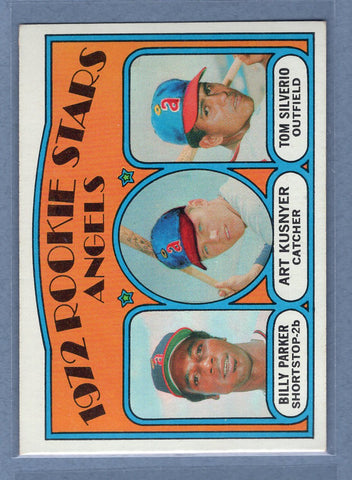 1972 ROOKIE STARS
ANGELS
BILLY PARKER
SHORTSTOP-2b
ART KUSNYER
CATCHER
TOM SILVERIO
OUTFIELD
a
a
a